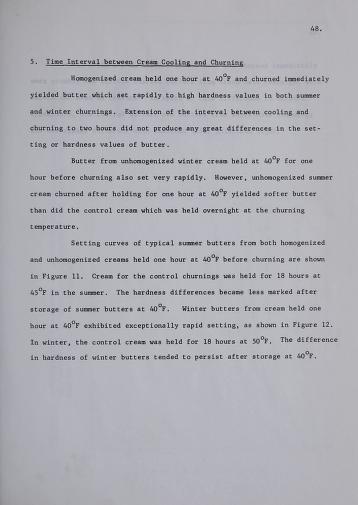 48.
5. Time Interval between Cream Cooling and Churning
Homogenized cream held one hour at 40°F and churned immediately
yielded butter which set rapidly to high hardness values in both summer
and winter churnings. Extension of the interval between cooling and
churning to two hours did not produce any great differences in the set-
ting or hardness values of butter.
Butter from unhomogenized winter cream held at 40°F for one
hour before churning also set very rapidly. However, unhomogenized summer
cream churned after holding for one hour at 40°F yielded softer butter
than did the control cream which was held overnight at the churning
temperature.
Setting curves of typical summer butters from both homogenized
and unhomogenized creams held one hour at 40°F before churning are shown
in Figure 11. Cream for the control churnings was held for 18 hours at
45°F in the summer. The hardness differences became less marked after
storage of summer butters at 40°F. Winter butters from cream held one
hour at 40°F exhibited exceptionally rapid setting, as shown in Figure 12.
In winter, the control cream was held for 18 hours at 50°F. The difference
in hardness of winter butters tended to persist after storage at 40°F.